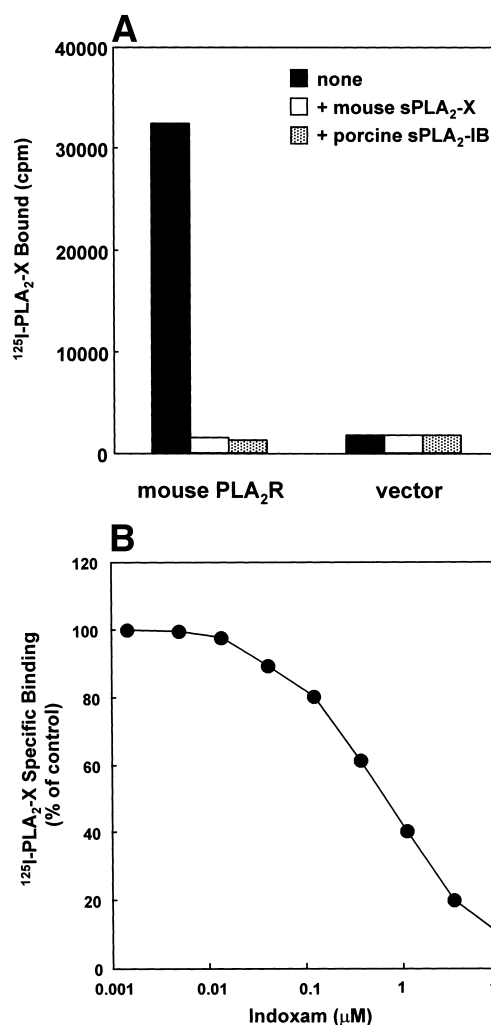 A
40000
30000
20000
10000
0
¹²⁵I-PLA₂-X Bound (cpm)
none
+ mouse sPLA₂-X
+ porcine sPLA₂-IB
mouse PLA₂R
vector
B
120
100
80
60
40
20
0
¹²⁵I-PLA₂-X Specific Binding
(% of control)
0.001
0.01
0.1
1
Indoxam (μM)